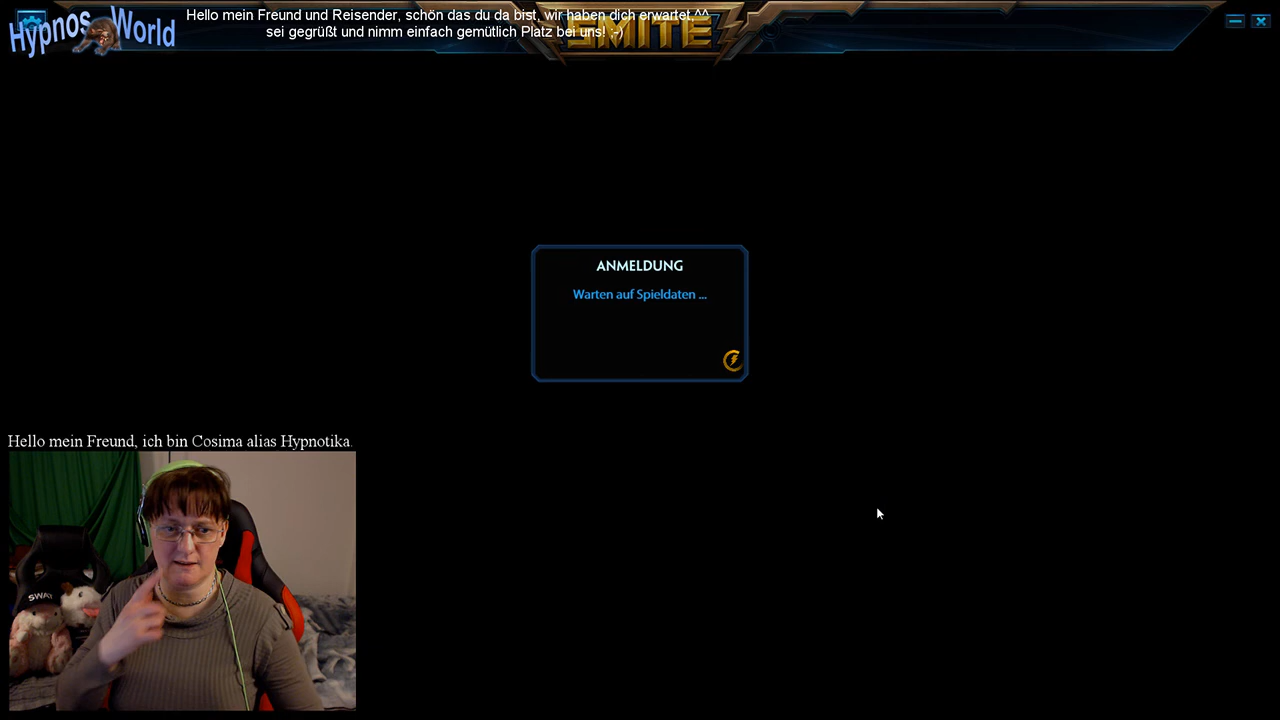 Hypnos World
Hello mein Freund und Reisender, schön das du da bist, wir haben dich erwartet,^^
sei gegrüßt und nimm einfach gemütlich Platz bei uns! ;-)
SMITE
ANMELDUNG
Warten auf Spieldaten ...
Hello mein Freund, ich bin Cosima alias Hypnotika.
SWAY